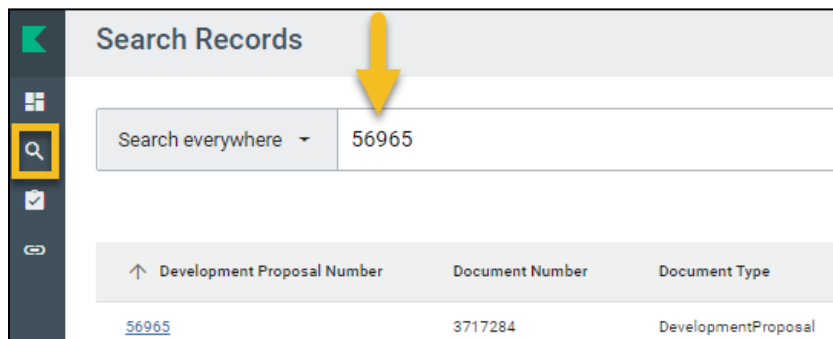 Search Records
Search everywhere 56965
Development Proposal Number Document Number Document Type
56965 3717284 DevelopmentProposal